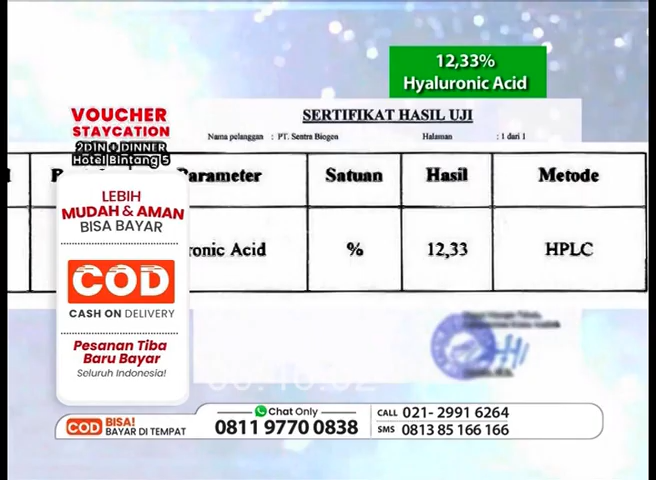 12,33%
Hyaluronic Acid
VOUCHER
STAYCATION
2D1N + DINNER
Hotel Bintang 5
SERTIFIKAT HASIL UJI
Nama pelanggan : PT. Sentra Biogen Halaman : 1 dari 1
Parameter Satuan Hasil Metode
ronic Acid % 12,33 HPLC
LEBIH
MUDAH & AMAN
BISA BAYAR
COD
CASH ON DELIVERY
Pesanan Tiba
Baru Bayar
Seluruh Indonesia!
COD BISA!
BAYAR DI TEMPAT
Chat Only
0811 9770 0838
CALL 021- 2991 6264
SMS 0813 85 166 166